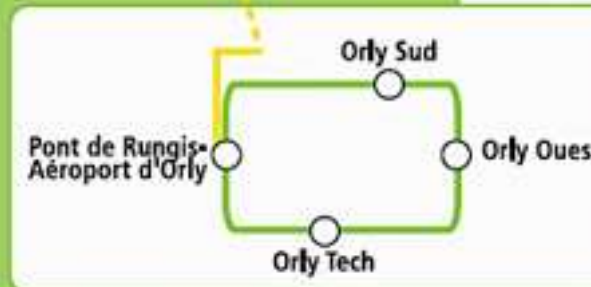 Orly Sud
Pont de Rungis-
Aéroport d'Orly
Orly Oues
Orly Tech